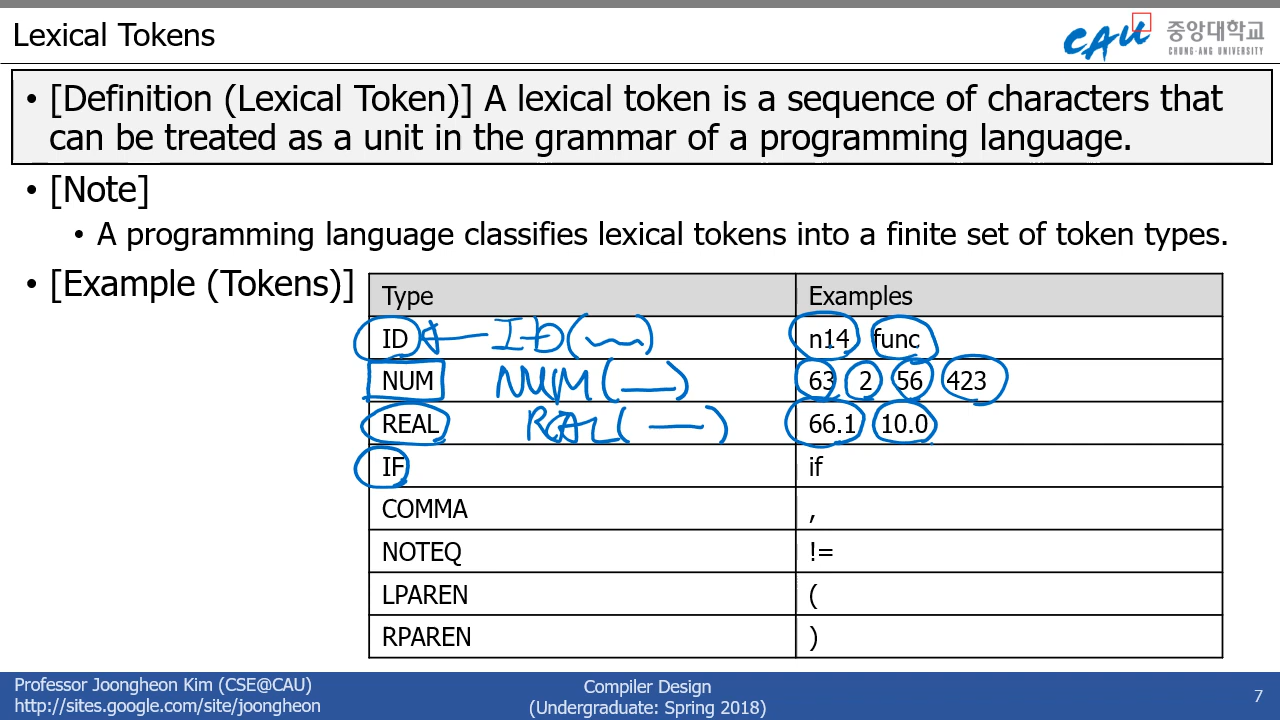 Lexical Tokens
CAU 중앙대학교
CHUNG-ANG UNIVERSITY
• [Definition (Lexical Token)] A lexical token is a sequence of characters that
can be treated as a unit in the grammar of a programming language.
• [Note]
• A programming language classifies lexical tokens into a finite set of token types.
• [Example (Tokens)]
Type Examples
ID ID( ) n14 func
NUM NUM( ) 63 2 56 423
REAL REAL( ) 66.1 10.0
IF if
COMMA ,
NOTEQ !=
LPAREN (
RPAREN )
Professor Joongheon Kim (CSE@CAU)
http://sites.google.com/site/joongheon
Compiler Design
(Undergraduate: Spring 2018)
7